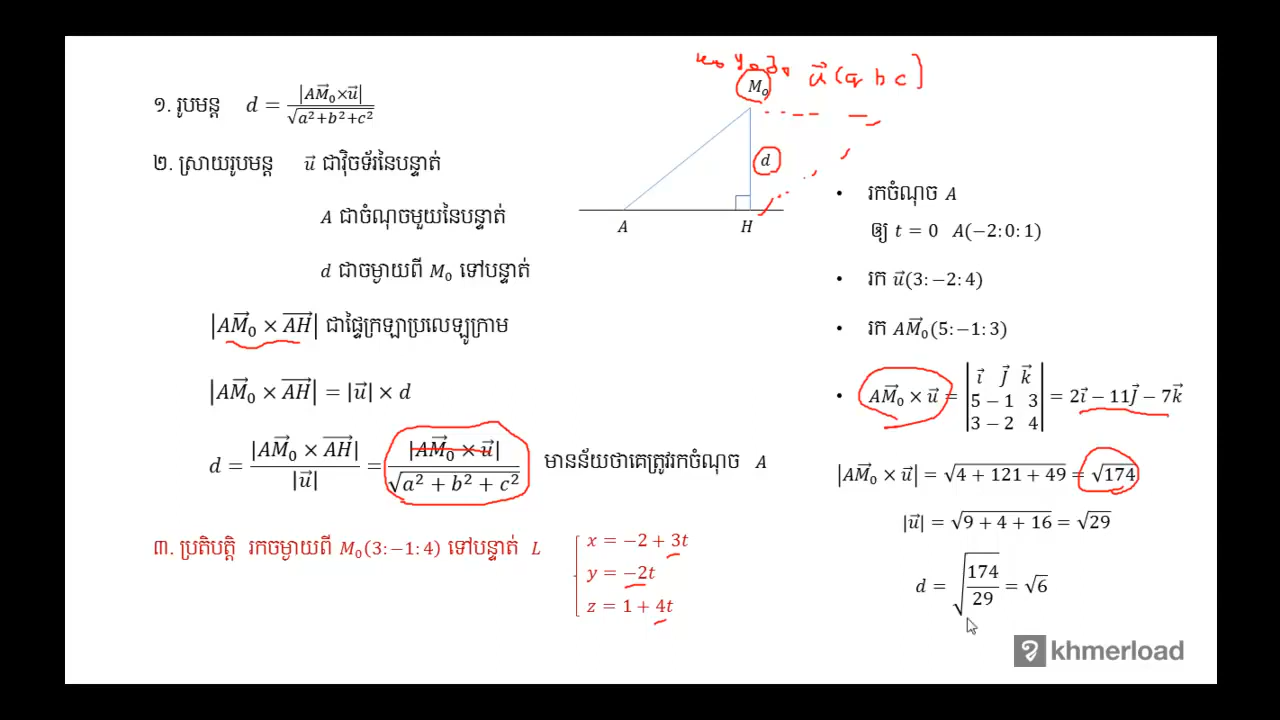 ១. រូបមន្ត d = |AM⃗₀×u⃗| / √(a²+b²+c²)
២. ស្រាយរូបមន្ត u⃗ ជាវ៉ិចទ័រនៃបន្ទាត់
A ជាចំណុចមួយនៃបន្ទាត់
d ជាចម្ងាយពី M₀ ទៅបន្ទាត់
|AM⃗₀ × AH⃗| ជាផ្ទៃក្រឡាប្រលេឡូក្រាម
|AM⃗₀ × AH⃗| = |u⃗| × d
d = |AM⃗₀ × AH⃗| / |u⃗| = |AM⃗₀ × u⃗| / √(a² + b² + c²) មានន័យថាគេត្រូវរកចំណុច A
៣. ប្រតិបត្តិ រកចម្ងាយពី M₀(3: −1: 4) ទៅបន្ទាត់ L
x = −2 + 3t
y = −2t
z = 1 + 4t
u⃗ (a b c)
M₀
d
A H
• រកចំណុច A
ឲ្យ t = 0 A(−2: 0: 1)
• រក u⃗(3: −2: 4)
• រក AM⃗₀(5: −1: 3)
• AM⃗₀ × u⃗ = | i⃗ j⃗ k⃗
5 − 1 3
3 − 2 4 | = 2i⃗ − 11j⃗ − 7k⃗
|AM⃗₀ × u⃗| = √(4 + 121 + 49) = √174
|u⃗| = √(9 + 4 + 16) = √29
d = √(174/29) = √6
khmerload